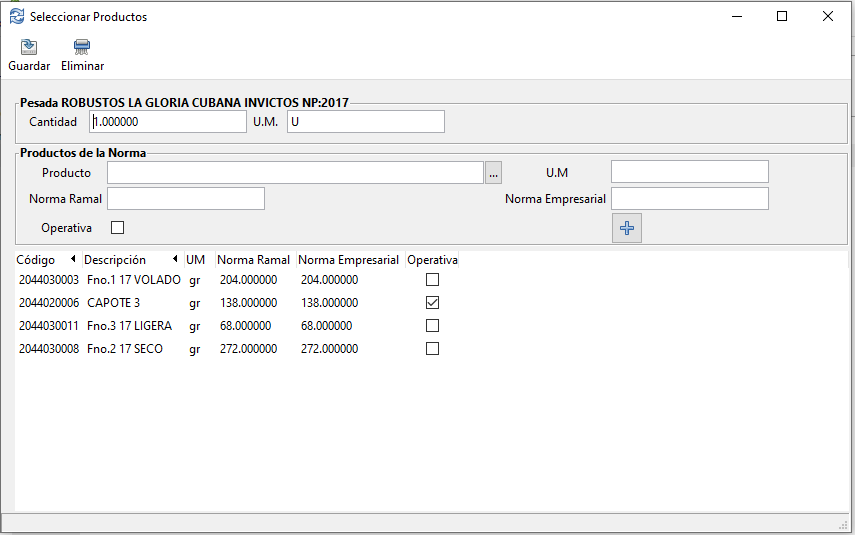 Seleccionar Productos
Guardar Eliminar
Pesada ROBUSTOS LA GLORIA CUBANA INVICTOS NP:2017
Cantidad 1.000000 U.M. U
Productos de la Norma
Producto ... U.M
Norma Ramal Norma Empresarial
Operativa
Código Descripción UM Norma Ramal Norma Empresarial Operativa
2044030003 Fno.1 17 VOLADO gr 204.000000 204.000000
2044020006 CAPOTE 3 gr 138.000000 138.000000
2044030011 Fno.3 17 LIGERA gr 68.000000 68.000000
2044030008 Fno.2 17 SECO gr 272.000000 272.000000